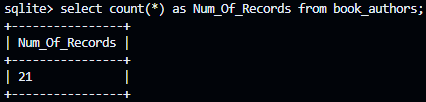 sqlite> select count(*) as Num_Of_Records from book_authors;
+----------------+
| Num_Of_Records |
+----------------+
| 21             |
+----------------+